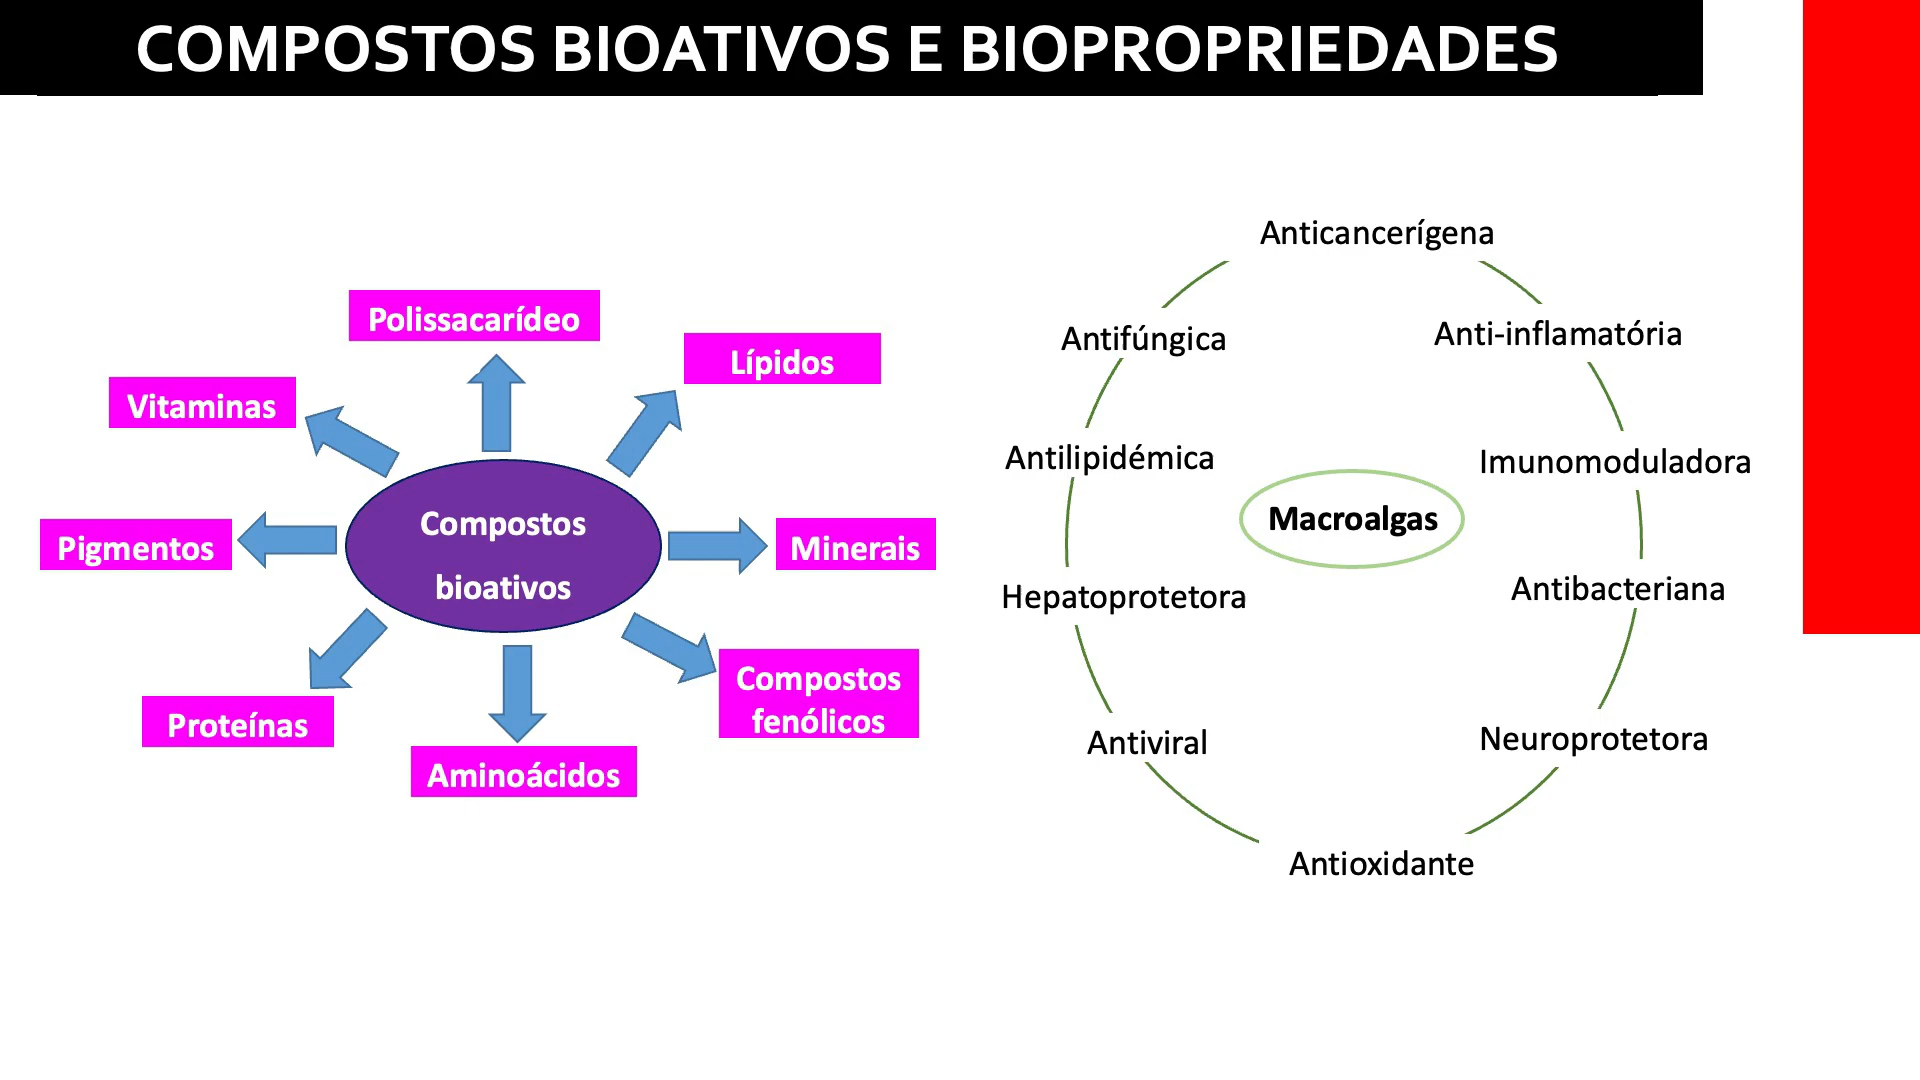 COMPOSTOS BIOATIVOS E BIOPROPRIEDADES
Polissacarídeo
Lípidos
Vitaminas
Pigmentos
Compostos
bioativos
Minerais
Proteínas
Compostos
fenólicos
Aminoácidos
Anticancerígena
Antifúngica
Anti-inflamatória
Antilipidémica
Imunomoduladora
Macroalgas
Hepatoprotetora
Antibacteriana
Antiviral
Neuroprotetora
Antioxidante